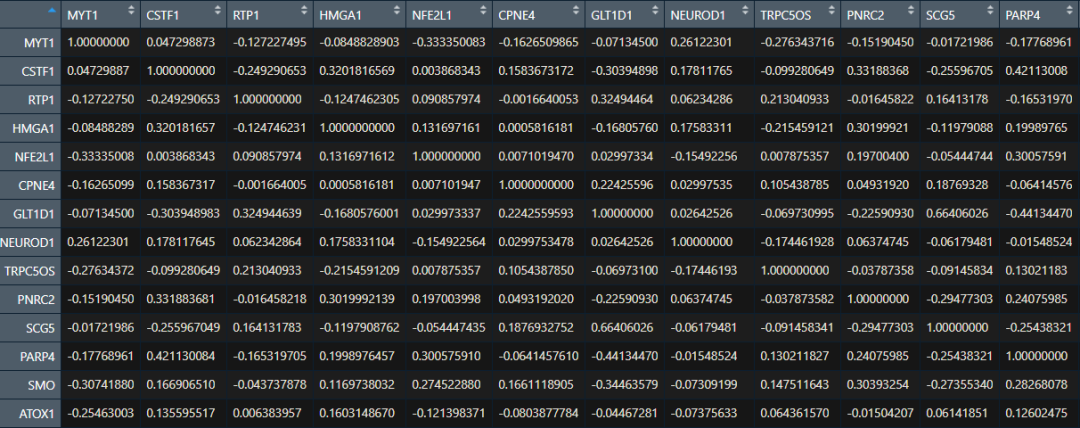 MYT1 CSTF1 RTP1 HMGA1 NFE2L1 CPNE4 GLT1D1 NEUROD1 TRPC5OS PNRC2 SCG5 PARP4
MYT1 1.00000000 0.047298873 -0.127227495 -0.0848828903 -0.333350083 -0.1626509865 -0.07134500 0.26122301 -0.276343716 -0.15190450 -0.01721986 -0.17768961
CSTF1 0.04729887 1.000000000 -0.249290653 0.3201816569 0.003868343 0.1583673172 -0.30394898 0.17811765 -0.099280649 0.33188368 -0.25596705 0.42113008
RTP1 -0.12722750 -0.249290653 1.000000000 -0.1247462305 0.090857974 -0.0016640053 0.32494464 0.06234286 0.213040933 -0.01645822 0.16413178 -0.16531970
HMGA1 -0.08488289 0.320181657 -0.124746231 1.0000000000 0.131697161 0.0005816181 -0.16805760 0.17583311 -0.215459121 0.30199921 -0.11979088 0.19989765
NFE2L1 -0.33335008 0.003868343 0.090857974 0.1316971612 1.000000000 0.0071019470 0.02997334 -0.15492256 0.007875357 0.19700400 -0.05444744 0.30057591
CPNE4 -0.16265099 0.158367317 -0.001664005 0.0005816181 0.007101947 1.0000000000 0.22425596 0.02997535 0.105438785 0.04931920 0.18769328 -0.06414576
GLT1D1 -0.07134500 -0.303948983 0.324944639 -0.1680576001 0.029973337 0.2242559593 1.00000000 0.02642526 -0.069730995 -0.22590930 0.66406026 -0.44134470
NEUROD1 0.26122301 0.178117645 0.062342864 0.1758331104 -0.154922564 0.0299753478 0.02642526 1.00000000 -0.174461928 0.06374745 -0.06179481 -0.01548524
TRPC5OS -0.27634372 -0.099280649 0.213040933 -0.2154591209 0.007875357 0.1054387850 -0.06973100 -0.17446193 1.000000000 -0.03787358 -0.09145834 0.13021183
PNRC2 -0.15190450 0.331883681 -0.016458218 0.3019992139 0.197003998 0.0493192020 -0.22590930 0.06374745 -0.037873582 1.00000000 -0.29477303 0.24075985
SCG5 -0.01721986 -0.255967049 0.164131783 -0.1197908762 -0.054447435 0.1876932752 0.66406026 -0.06179481 -0.091458341 -0.29477303 1.00000000 -0.25438321
PARP4 -0.17768961 0.421130084 -0.165319705 0.1998976457 0.300575910 -0.0641457610 -0.44134470 -0.01548524 0.130211827 0.24075985 -0.25438321 1.00000000
SMO -0.30741880 0.166906510 -0.043737878 0.1169738032 0.274522880 0.1661118905 -0.34463579 -0.07309199 0.147511643 0.30393254 -0.27355340 0.28268078
ATOX1 -0.25463003 0.135595517 0.006383957 0.1603148670 -0.121398371 -0.0803877784 -0.04467281 -0.07375633 0.064361570 -0.01504207 0.06141851 0.12602475